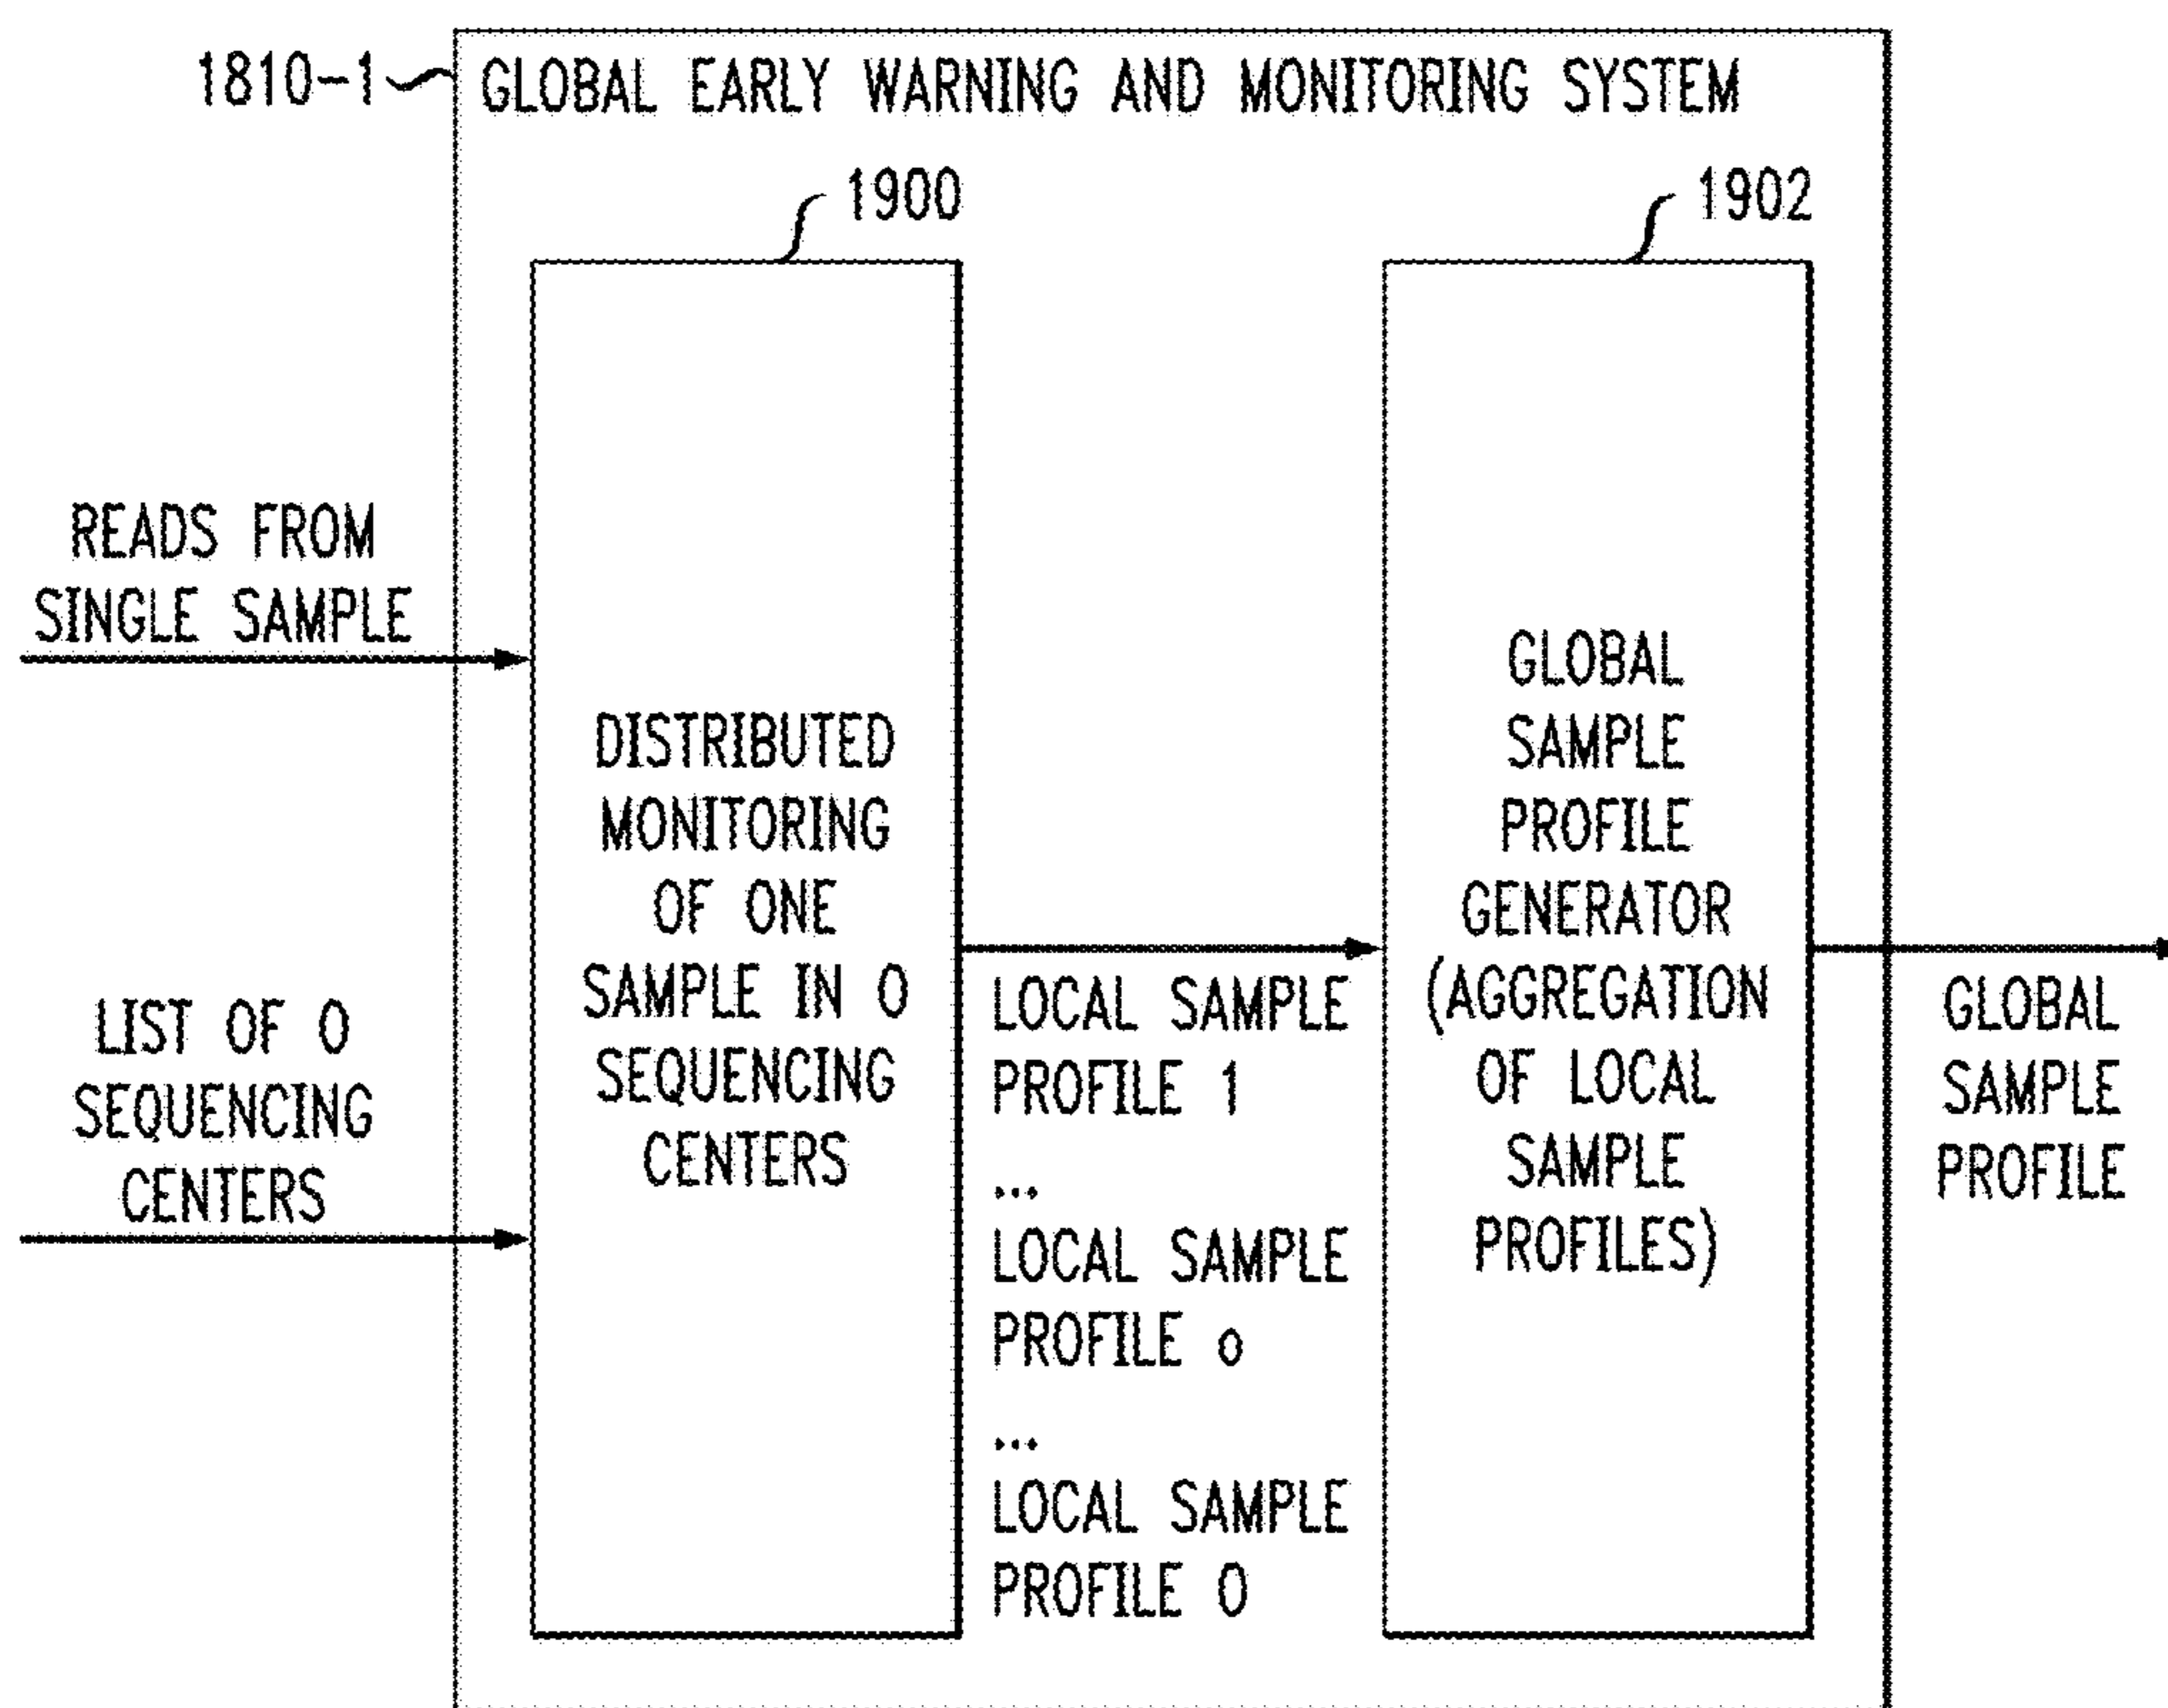 1810-1
GLOBAL EARLY WARNING AND MONITORING SYSTEM
1900
1902
READS FROM
SINGLE SAMPLE
LIST OF O
SEQUENCING
CENTERS
DISTRIBUTED
MONITORING
OF ONE
SAMPLE IN O
SEQUENCING
CENTERS
LOCAL SAMPLE
PROFILE 1
...
LOCAL SAMPLE
PROFILE o
...
LOCAL SAMPLE
PROFILE O
GLOBAL
SAMPLE
PROFILE
GENERATOR
(AGGREGATION
OF LOCAL
SAMPLE
PROFILES)
GLOBAL
SAMPLE
PROFILE